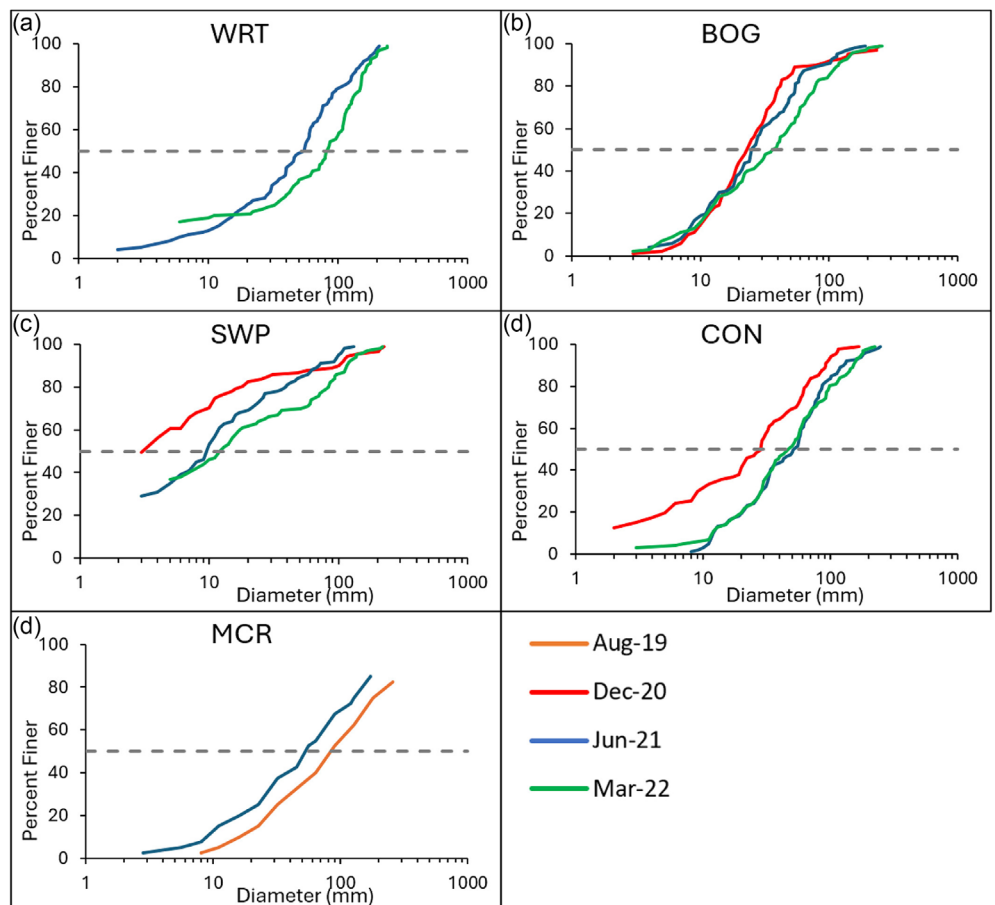 (a) WRT
100
80
60
40
20
0
Percent Finer
1 10 100 1000
Diameter (mm)
(b) BOG
100
80
60
40
20
0
Percent Finer
1 10 100 1000
Diameter (mm)
(c) SWP
100
80
60
40
20
0
Percent Finer
1 10 100 1000
Diameter (mm)
(d) CON
100
80
60
40
20
0
Percent Finer
1 10 100 1000
Diameter (mm)
(d) MCR
100
80
60
40
20
0
Percent Finer
1 10 100 1000
Diameter (mm)
Aug-19
Dec-20
Jun-21
Mar-22